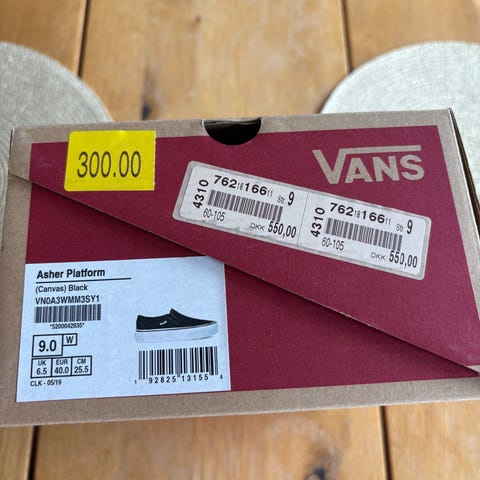 300.00
VANS
4310
762 18 166 11 Str 9
60-105
DKK 550,00
4310
762 18 166 11 Str 9
60-105
DKK 550,00
Asher Platform
(Canvas) Black
VN0A3WMM3SY1
*5200042935*
9.0 W
UK EUR CM
6.5 40.0 25.5
CLK - 05/19
1 92825 13155 4